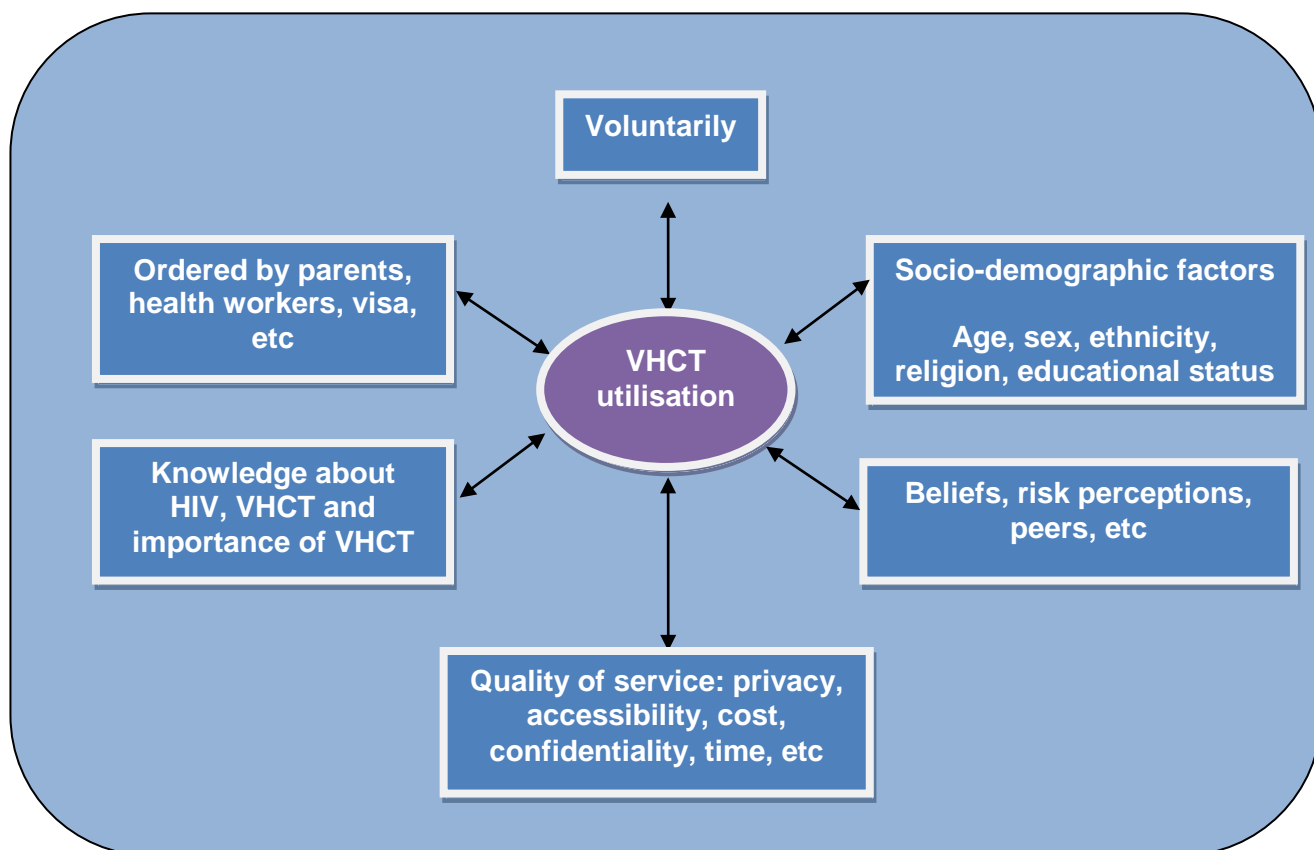 Voluntarily
Ordered by parents,
health workers, visa,
etc
Socio-demographic factors
Age, sex, ethnicity,
religion, educational status
VHCT
utilisation
Knowledge about
HIV, VHCT and
importance of VHCT
Beliefs, risk perceptions,
peers, etc
Quality of service: privacy,
accessibility, cost,
confidentiality, time, etc